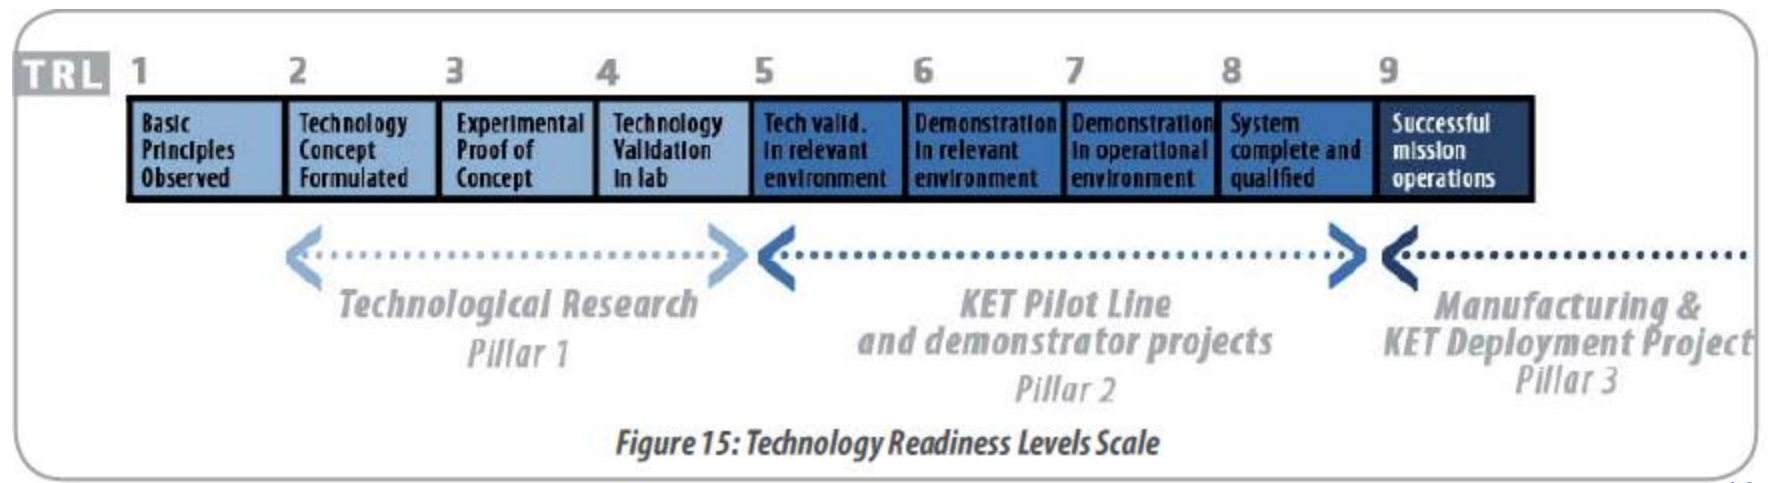 TRL 1 2 3 4 5 6 7 8 9
Basic
Principles
Observed
Technology
Concept
Formulated
Experimental
Proof of
Concept
Technology
Validation
in lab
Tech valid.
in relevant
environment
Demonstration
in relevant
environment
Demonstration
in operational
environment
System
complete and
qualified
Successful
mission
operations
Technological Research
Pillar 1
KET Pilot Line
and demonstrator projects
Pillar 2
Manufacturing &
KET Deployment Project
Pillar 3
Figure 15: Technology Readiness Levels Scale